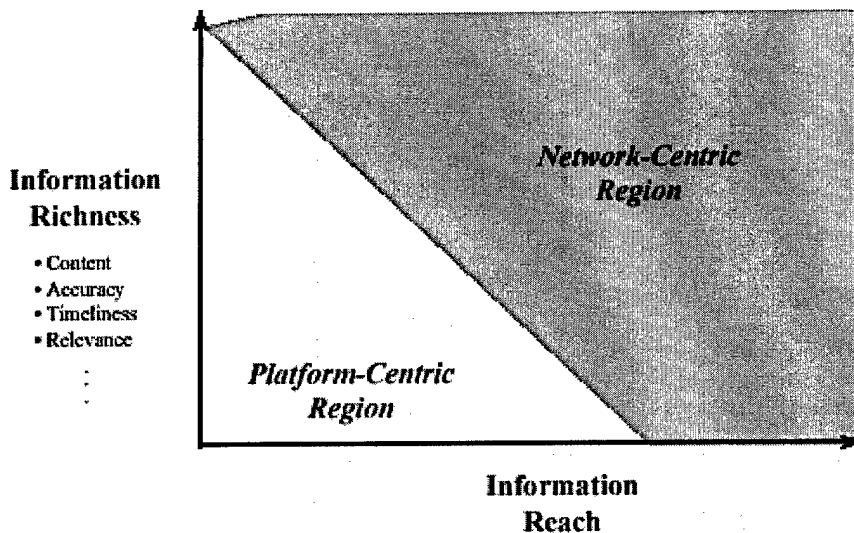 Network-Centric
Region
Information
Richness
• Content
• Accuracy
• Timeliness
• Relevance
Platform-Centric
Region
Information
Reach